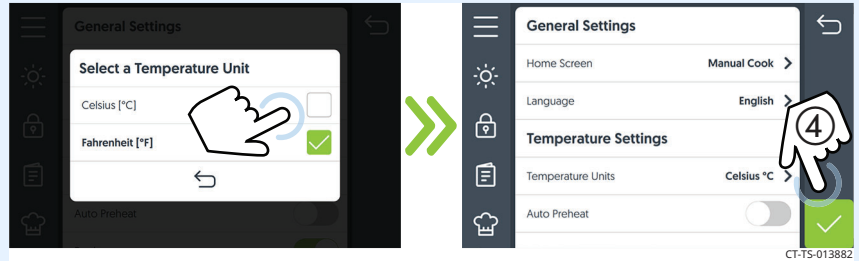 General Settings
Select a Temperature Unit
Celsius [°C]
Fahrenheit [°F]
Auto Preheat
General Settings
Home Screen Manual Cook
Language English
Temperature Settings
Temperature Units Celsius °C
Auto Preheat
4
CT-TS-013882